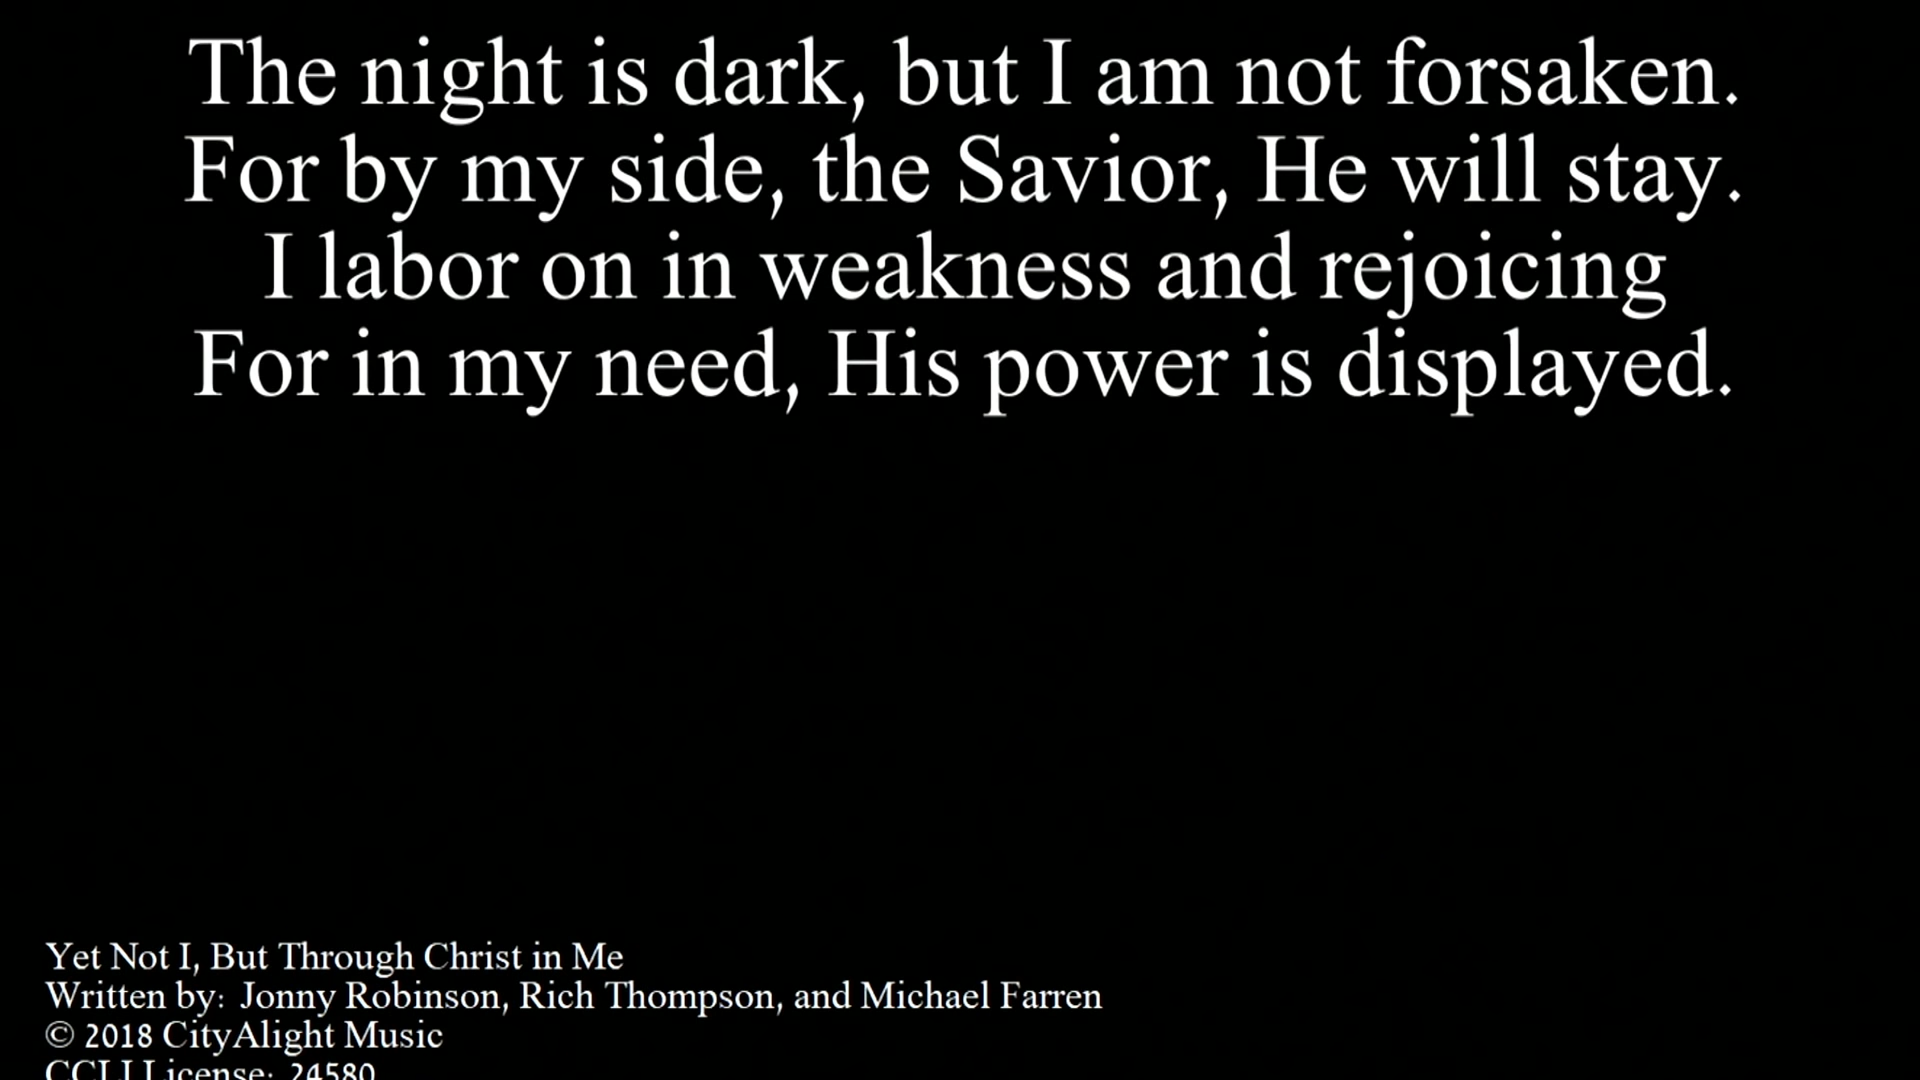 The night is dark, but I am not forsaken.
For by my side, the Savior, He will stay.
I labor on in weakness and rejoicing
For in my need, His power is displayed.
Yet Not I, But Through Christ in Me
Written by: Jonny Robinson, Rich Thompson, and Michael Farren
© 2018 CityAlight Music
CCLI License: 24580